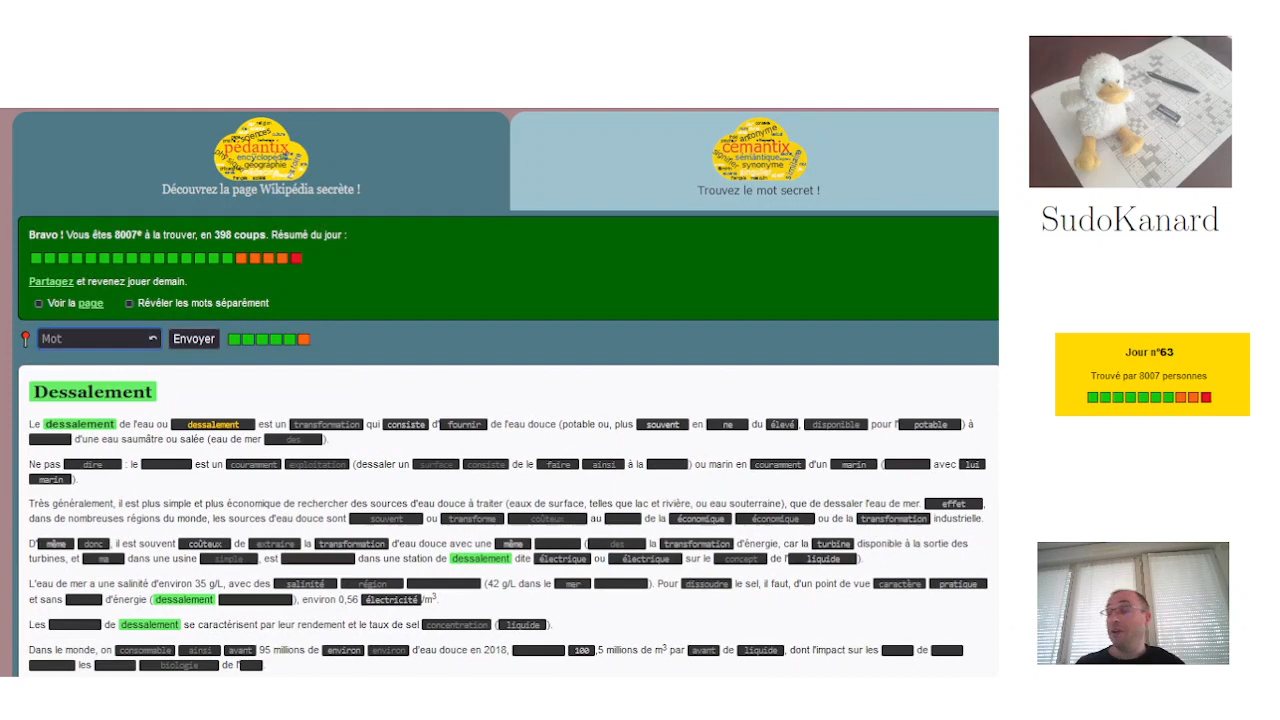 pédantix
sciences
encyclopédie
géographie
Découvrez la page Wikipédia secrète !
antonyme
cémantix
sémantique
synonyme
Trouvez le mot secret !
SudoKanard
Bravo ! Vous êtes 8007e à la trouver, en 398 coups. Résumé du jour :
Partagez et revenez jouer demain.
Voir la page Révéler les mots séparément
Mot Envoyer
Jour n°63
Trouvé par 8007 personnes
Dessalement
Le dessalement de l'eau ou dessalement est un transformation qui consiste d'fournir de l'eau douce (potable ou, plus souvent en ne du élevé, disponible pour l'potable) à
d'une eau saumâtre ou salée (eau de mer des).
Ne pas dire : le est un couramment exploitation (dessaler un surface consiste de le faire ainsi à la ) ou marin en couramment d'un marin ( avec lui
marin).
Très généralement, il est plus simple et plus économique de rechercher des sources d'eau douce à traiter (eaux de surface, telles que lac et rivière, ou eau souterraine), que de dessaler l'eau de mer. effet,
dans de nombreuses régions du monde, les sources d'eau douce sont souvent ou transforme coûteux au de la économique économique ou de la transformation industrielle.
D'même donc, il est souvent coûteux de extraire la transformation d'eau douce avec une même (des la transformation d'énergie, car la turbine disponible à la sortie des
turbines, et ma dans une usine simple, est dans une station de dessalement dite électrique ou électrique sur le concept de l'liquide).
L'eau de mer a une salinité d'environ 35 g/L, avec des salinité région (42 g/L dans le mer ). Pour dissoudre le sel, il faut, d'un point de vue caractère pratique
et sans d'énergie (dessalement ), environ 0,56 électricité/m3.
Les de dessalement se caractérisent par leur rendement et le taux de sel concentration (liquide).
Dans le monde, on consommable ainsi avant 95 millions de environ environ d'eau douce en 2018, 100,5 millions de m3 par avant de liquide, dont l'impact sur les de
les biologie de l'.